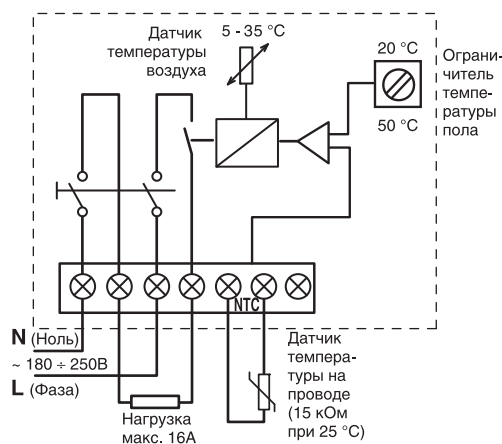 Датчик
температуры
воздуха
5 - 35 °C
20 °C
50 °C
Ограни-
читель
темпе-
ратуры
пола
NTC
N (Ноль)
~ 180 ÷ 250В
L (Фаза)
Нагрузка
макс. 16А
Датчик
темпера-
туры на
проводе
(15 кОм
при 25 °C)